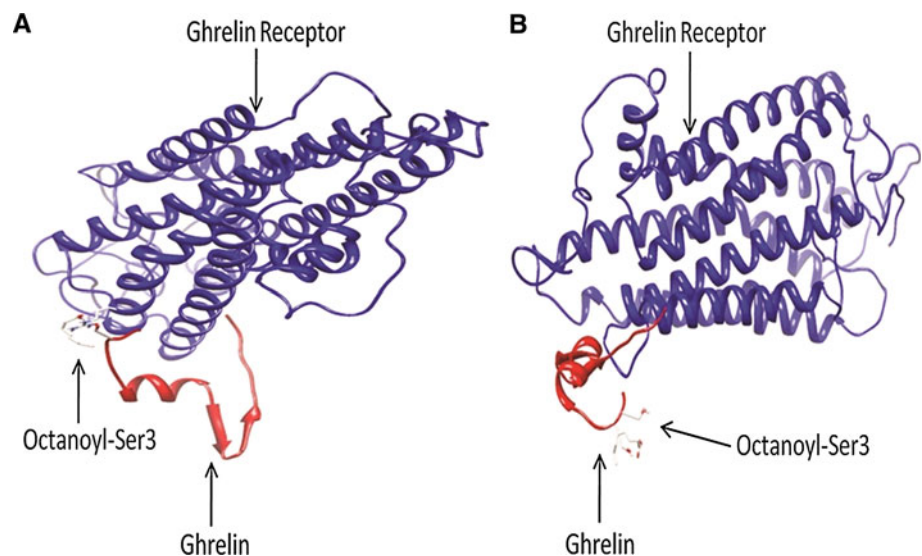 A
Ghrelin Receptor
Octanoyl-Ser3
Ghrelin
B
Ghrelin Receptor
Octanoyl-Ser3
Ghrelin